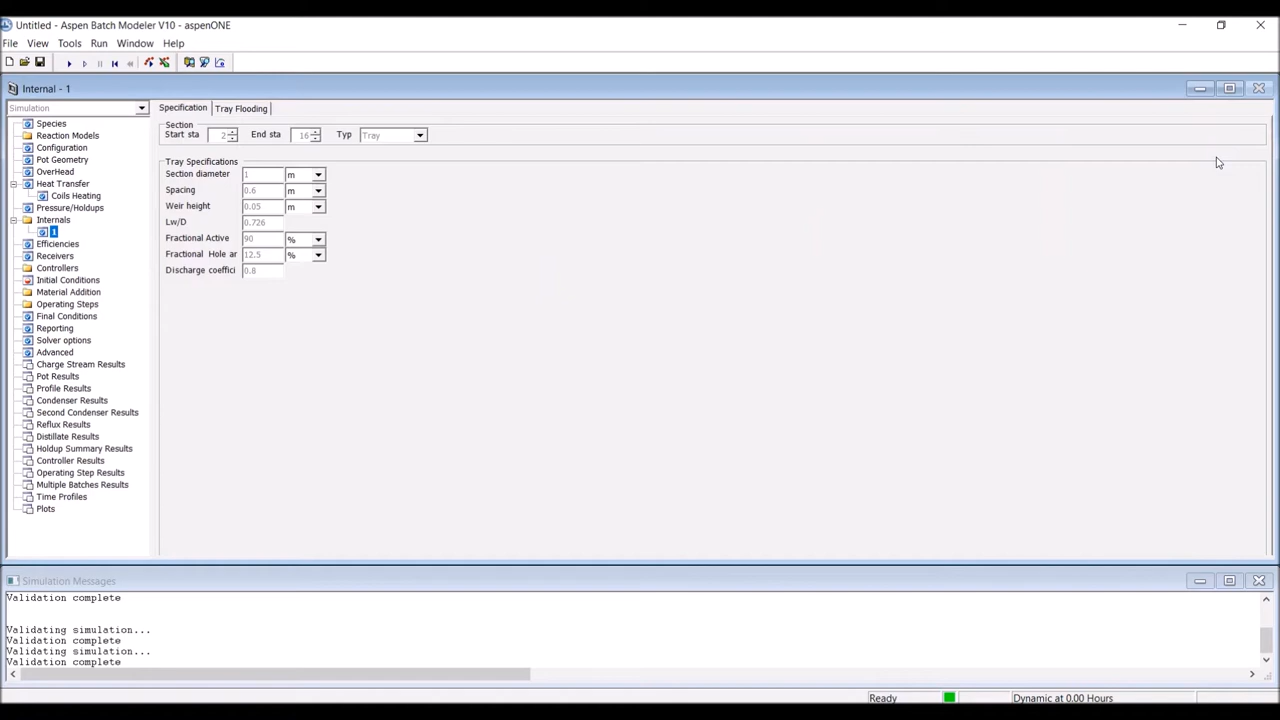 Untitled - Aspen Batch Modeler V10 - aspenONE
File View Tools Run Window Help
Internal - 1
Simulation
Species
Reaction Models
Configuration
Pot Geometry
OverHead
Heat Transfer
Coils Heating
Pressure/Holdups
Internals
1
Efficiencies
Receivers
Controllers
Initial Conditions
Material Addition
Operating Steps
Final Conditions
Reporting
Solver options
Advanced
Charge Stream Results
Pot Results
Profile Results
Condenser Results
Second Condenser Results
Reflux Results
Distillate Results
Holdup Summary Results
Controller Results
Operating Step Results
Multiple Batches Results
Time Profiles
Plots
Specification Tray Flooding
Section
Start sta 2 End sta 16 Typ Tray
Tray Specifications
Section diameter 1 m
Spacing 0.6 m
Weir height 0.05 m
Lw/D 0.726
Fractional Active 90 %
Fractional Hole ar 12.5 %
Discharge coeffici 0.8
Simulation Messages
Validation complete
Validating simulation...
Validation complete
Validating simulation...
Validation complete
Ready Dynamic at 0.00 Hours